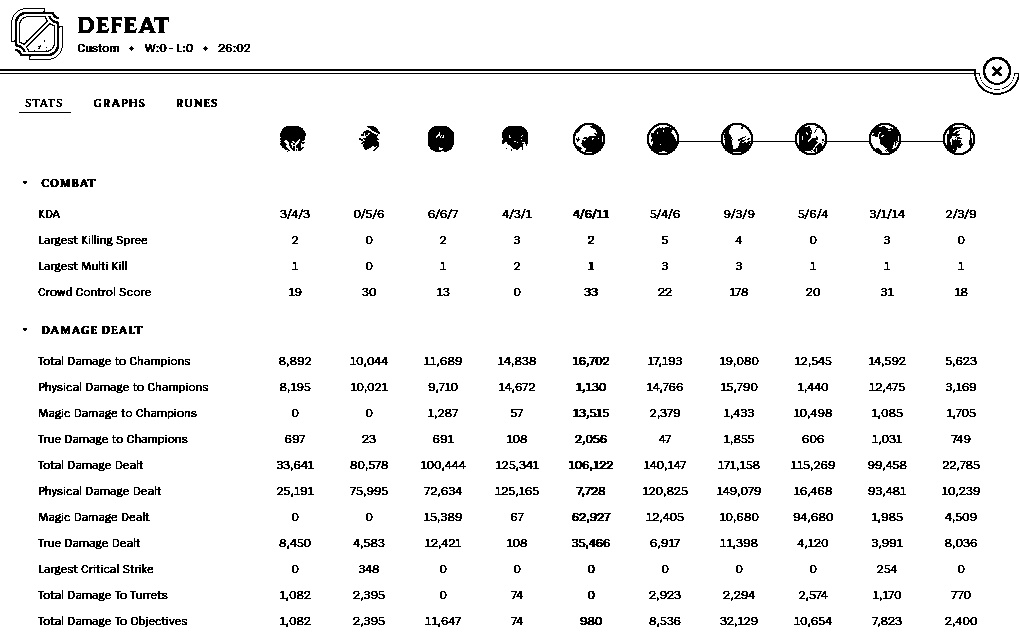 DEFEAT
Custom • W:0 - L:0 • 26:02
STATS GRAPHS RUNES
COMBAT
KDA 3/4/3 0/5/6 6/6/7 4/3/1 4/6/11 5/4/6 9/3/9 5/6/4 3/1/14 2/3/9
Largest Killing Spree 2 0 2 3 2 5 4 0 3 0
Largest Multi Kill 1 0 1 2 1 3 3 1 1 1
Crowd Control Score 19 30 13 0 33 22 178 20 31 18
DAMAGE DEALT
Total Damage to Champions 8,892 10,044 11,689 14,838 16,702 17,193 19,080 12,545 14,592 5,623
Physical Damage to Champions 8,195 10,021 9,710 14,672 1,130 14,766 15,790 1,440 12,475 3,169
Magic Damage to Champions 0 0 1,287 57 13,515 2,379 1,433 10,498 1,085 1,705
True Damage to Champions 697 23 691 108 2,056 47 1,855 606 1,031 749
Total Damage Dealt 33,641 80,578 100,444 125,341 106,122 140,147 171,158 115,269 99,458 22,785
Physical Damage Dealt 25,191 75,995 72,634 125,165 7,728 120,825 149,079 16,468 93,481 10,239
Magic Damage Dealt 0 0 15,389 67 62,927 12,405 10,680 94,680 1,985 4,509
True Damage Dealt 8,450 4,583 12,421 108 35,466 6,917 11,398 4,120 3,991 8,036
Largest Critical Strike 0 348 0 0 0 0 0 0 254 0
Total Damage To Turrets 1,082 2,395 0 74 0 2,923 2,294 2,574 1,170 770
Total Damage To Objectives 1,082 2,395 11,647 74 980 8,536 32,129 10,654 7,823 2,400